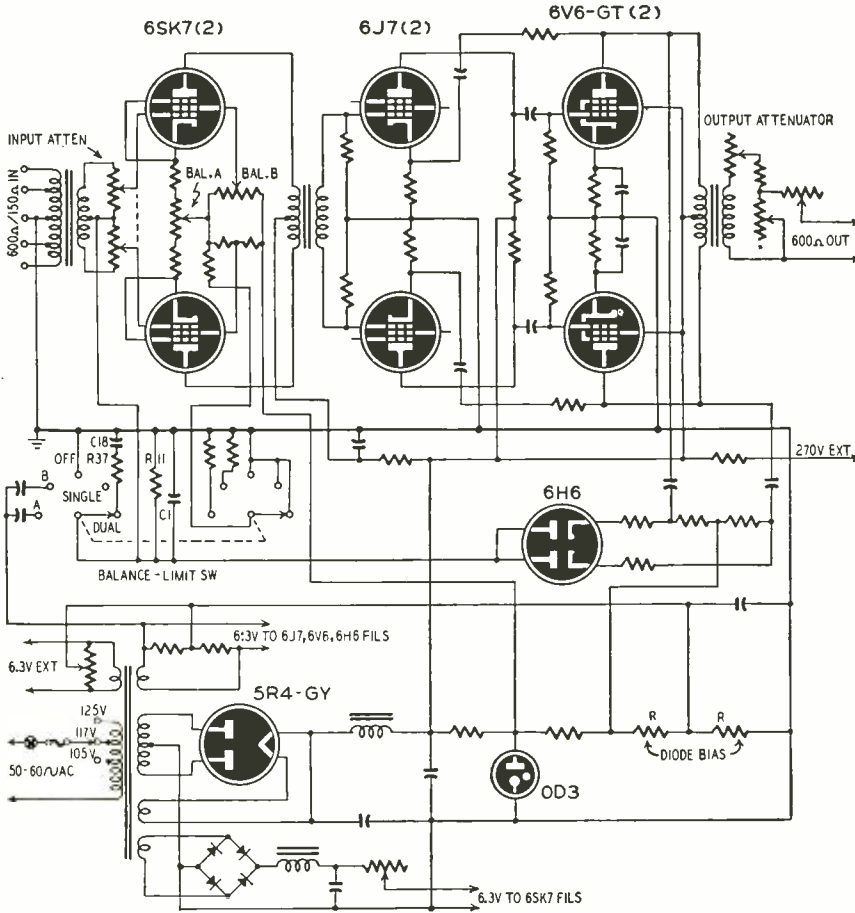 6SK7(2)
6J7(2)
6V6-GT(2)
INPUT ATTEN
OUTPUT ATTENUATOR
BAL. A
BAL. B
600Ω/150Ω IN
600Ω OUT
C18
OFF
R37
R11
B
SINGLE
A
DUAL
C1
270V EXT
6H6
BALANCE - LIMIT SW
6.3V TO 6J7, 6V6, 6H6 FILS
6.3V EXT
5R4-GY
125V
117V
105V
50-60~AC
R
R
DIODE BIAS
OD3
6.3V TO 6SK7 FILS